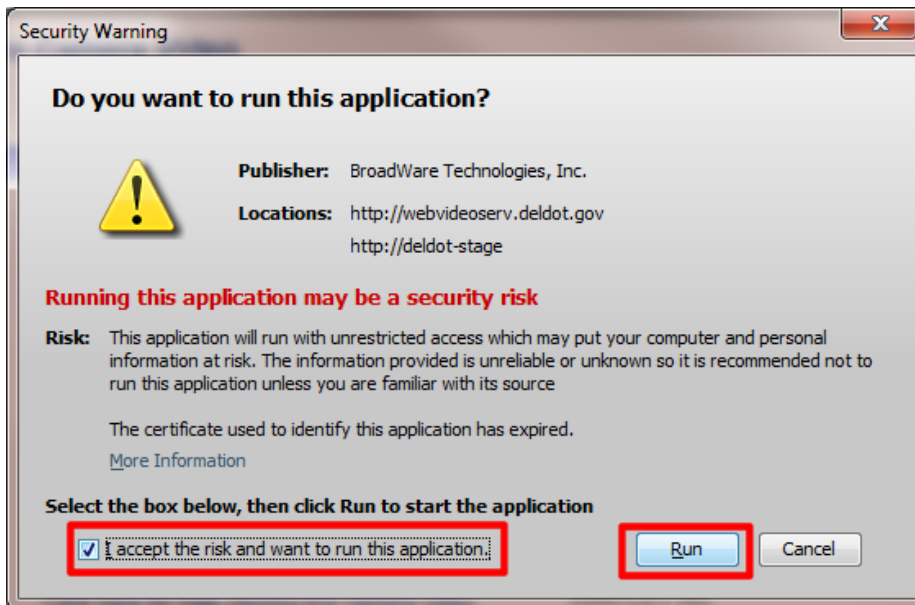 Security Warning
Do you want to run this application?
Publisher: BroadWare Technologies, Inc.
Locations: http://webvideoserv.deldot.gov
http://deldot-stage
Running this application may be a security risk
Risk: This application will run with unrestricted access which may put your computer and personal
information at risk. The information provided is unreliable or unknown so it is recommended not to
run this application unless you are familiar with its source
The certificate used to identify this application has expired.
More Information
Select the box below, then click Run to start the application
I accept the risk and want to run this application.
Run Cancel